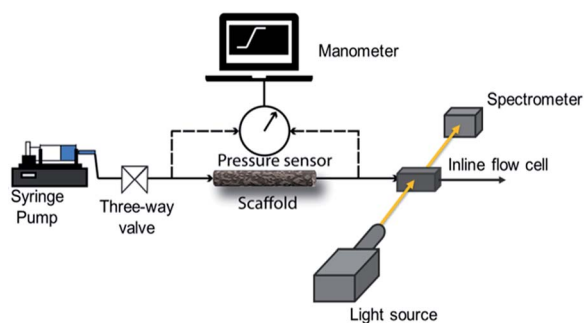 Manometer
Spectrometer
Pressure sensor
Inline flow cell
Syringe
Pump
Three-way
valve
Scaffold
Light source